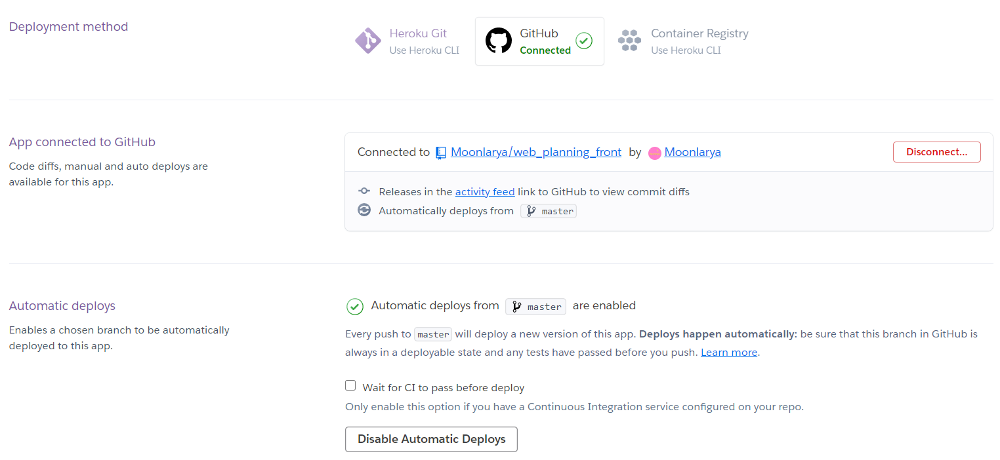 Deployment method
Heroku Git
Use Heroku CLI
GitHub
Connected
Container Registry
Use Heroku CLI
App connected to GitHub
Code diffs, manual and auto deploys are
available for this app.
Connected to Moonlarya/web_planning_front by Moonlarya
Disconnect...
Releases in the activity feed link to GitHub to view commit diffs
Automatically deploys from master
Automatic deploys
Enables a chosen branch to be automatically
deployed to this app.
Automatic deploys from master are enabled
Every push to master will deploy a new version of this app. Deploys happen automatically: be sure that this branch in GitHub is
always in a deployable state and any tests have passed before you push. Learn more.
Wait for CI to pass before deploy
Only enable this option if you have a Continuous Integration service configured on your repo.
Disable Automatic Deploys